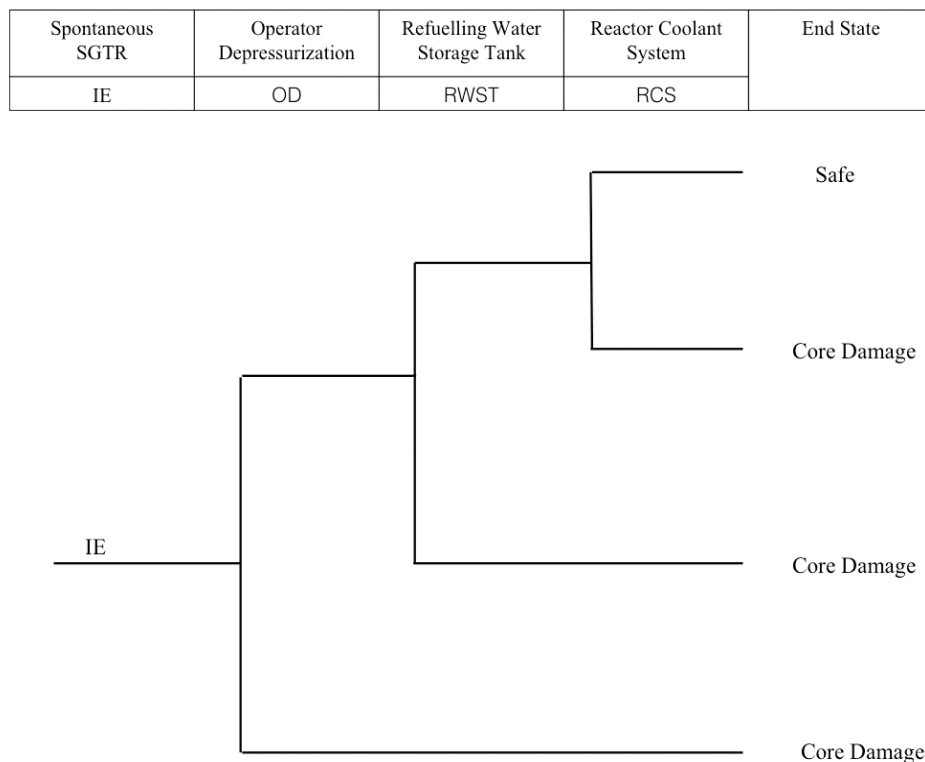 Spontaneous
SGTR
Operator
Depressurization
Refuelling Water
Storage Tank
Reactor Coolant
System
End State
IE
OD
RWST
RCS
Safe
Core Damage
IE
Core Damage
Core Damage